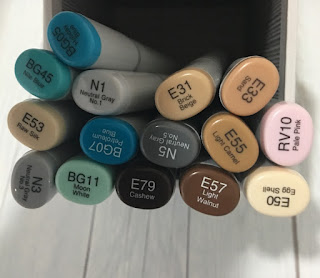 BG05
BG45
Nile Blue
N1
Neutral Gray
No.1
E31
Brick
Beige
E33
Sand
E53
Raw Silk
BG07
Petroleum
Blue
N5
Neutral Gray
No.5
E55
Light Camel
RV10
Pale Pink
N3
Neutral Gray
BG11
Moon
White
E79
Cashew
E57
Light
Walnut
E50
Egg Shell